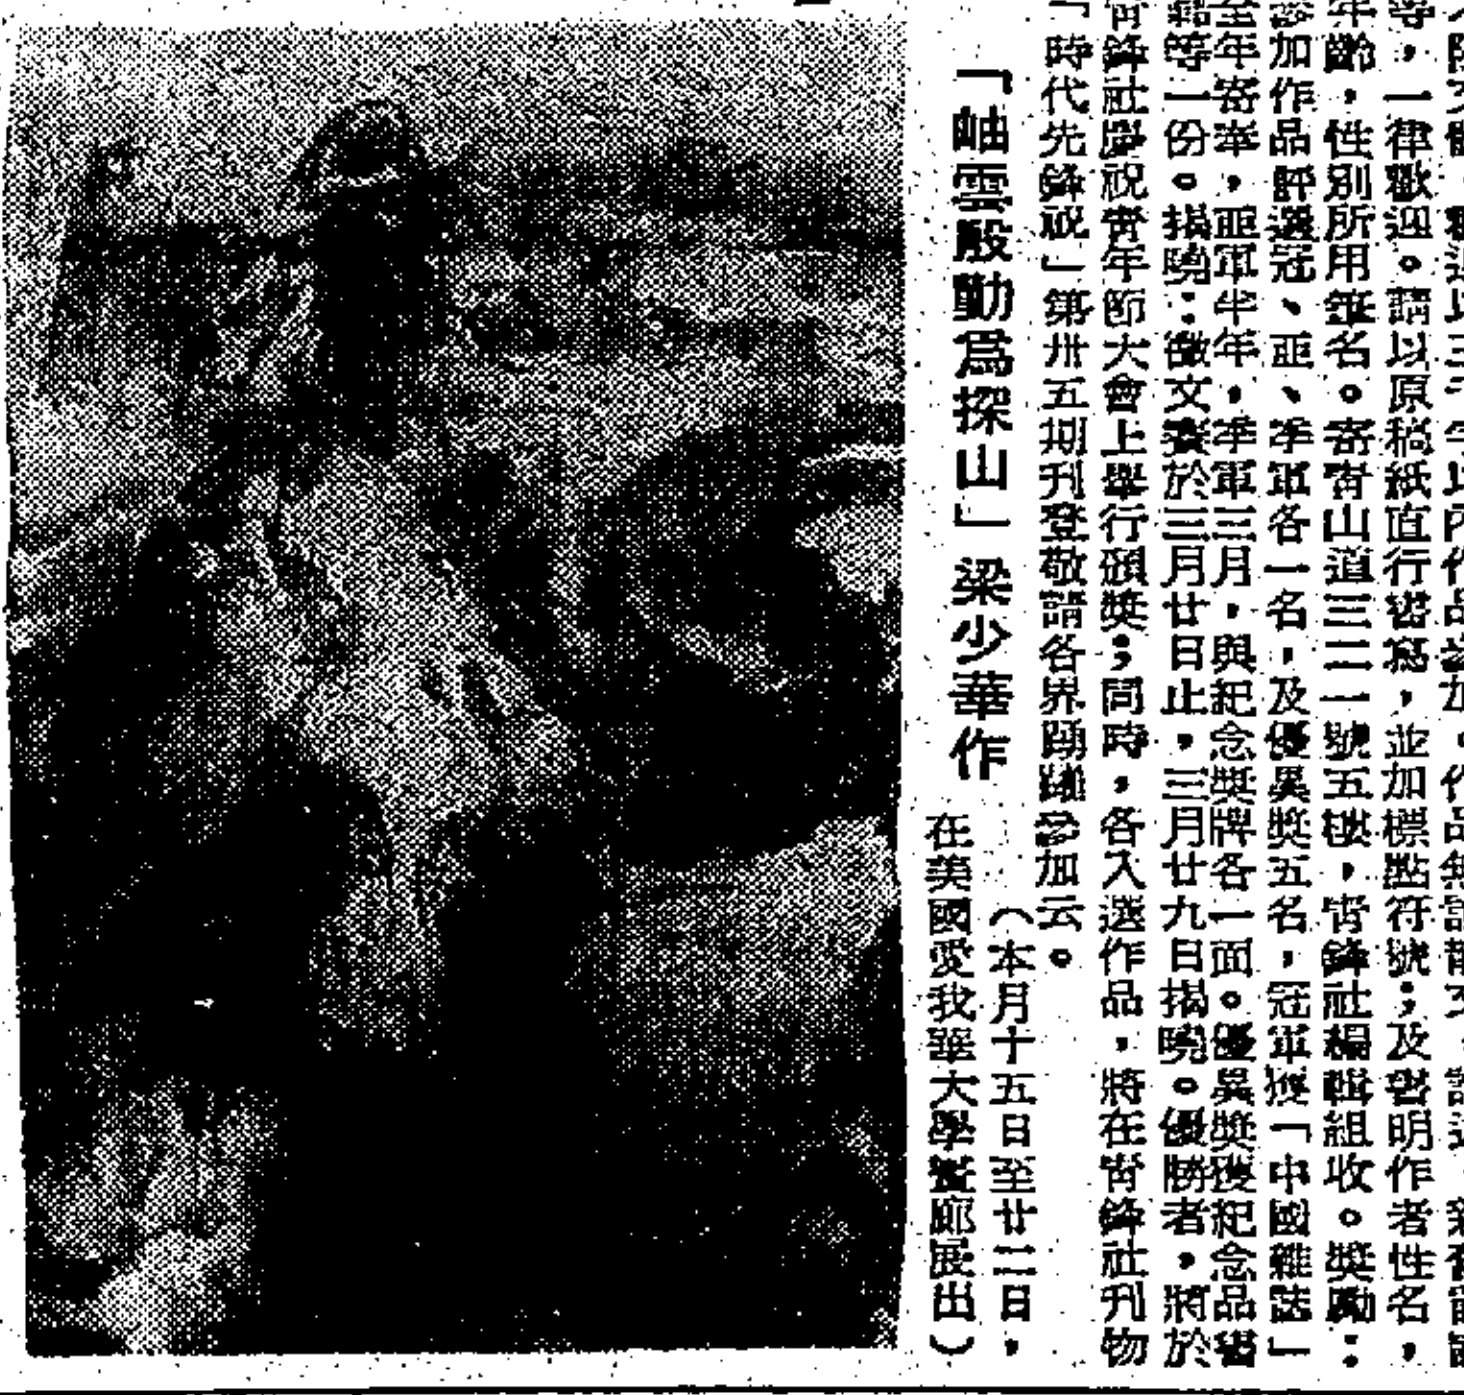 等，一律歡迎。請以原稿紙直行書寫，並加標點符號；及書明作者性名，
年齡，性別所用筆名。寄青山道三二一號五樓，青鋒社編輯組收。獎勵：
參加作品評選冠、亚、季軍各一名，及優異獎五名，冠軍獲「中國雜誌」
全年寄奉，亞軍半年，季軍三月，與紀念獎牌各一面。優異獎獲紀念品書
籍等一份。揭曉：徵文賽於三月廿日止，三月廿九日揭曉。優勝者，將於
青鋒社慶祝青年節大會上舉行頒獎；同時，各入選作品，將在青鋒社刊物
「時代先鋒」第卅五期刊登敬請各界踴躍參加云。
「岫雲殷勤爲探山」梁少華作
（本月十五日至廿二日，
在美國愛我華大學畫廊展出）